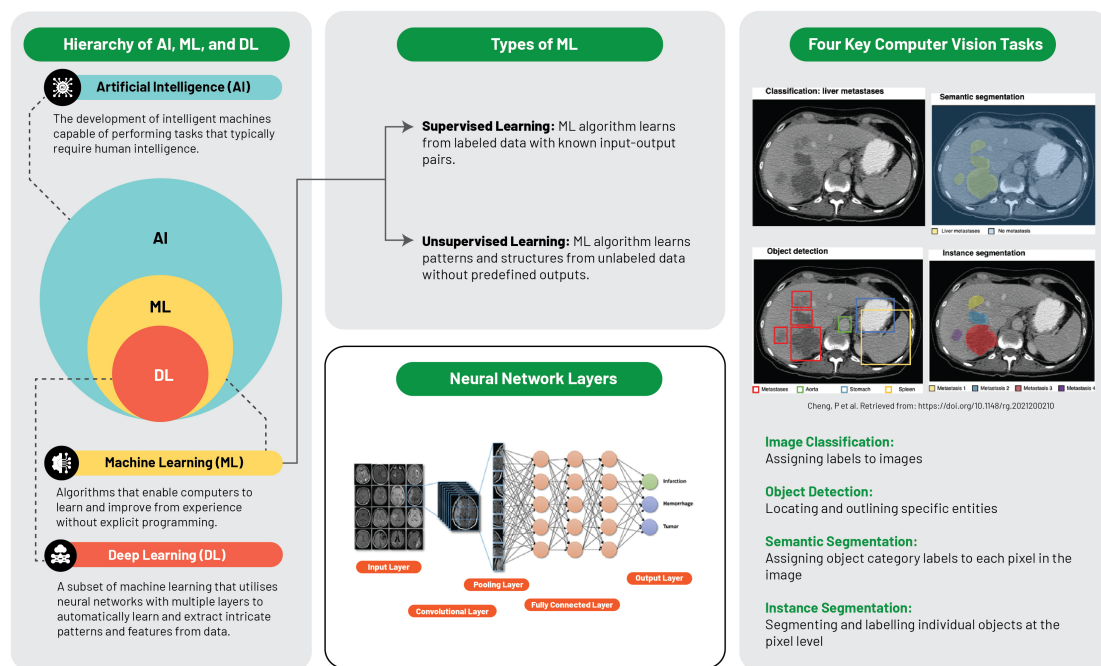 Hierarchy of AI, ML, and DL
Artificial Intelligence (AI)
The development of intelligent machines
capable of performing tasks that typically
require human intelligence.
AI
ML
DL
Machine Learning (ML)
Algorithms that enable computers to
learn and improve from experience
without explicit programming.
Deep Learning (DL)
A subset of machine learning that utilises
neural networks with multiple layers to
automatically learn and extract intricate
patterns and features from data.
Types of ML
Supervised Learning: ML algorithm learns
from labeled data with known input-output
pairs.
Unsupervised Learning: ML algorithm learns
patterns and structures from unlabeled data
without predefined outputs.
Neural Network Layers
Infarction
Hemorrhage
Tumor
Input Layer
Pooling Layer
Output Layer
Convolutional Layer
Fully Connected Layer
Four Key Computer Vision Tasks
Classification: liver metastases
Semantic segmentation
Liver metastases No metastasis
Object detection
Instance segmentation
Metastases Aorta Stomach Spleen
Metastasis 1 Metastasis 2 Metastasis 3 Metastasis 4
Cheng, P et al. Retrieved from: https://doi.org/10.1148/rg.2021200210
Image Classification:
Assigning labels to images
Object Detection:
Locating and outlining specific entities
Semantic Segmentation:
Assigning object category labels to each pixel in the
image
Instance Segmentation:
Segmenting and labelling individual objects at the
pixel level